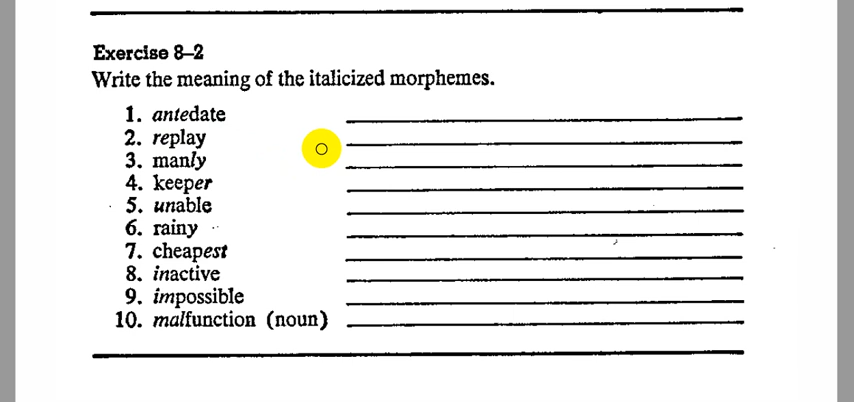 Exercise 8–2
Write the meaning of the italicized morphemes.
1. antedate
2. replay
3. manly
4. keeper
5. unable
6. rainy
7. cheapest
8. inactive
9. impossible
10. malfunction (noun)